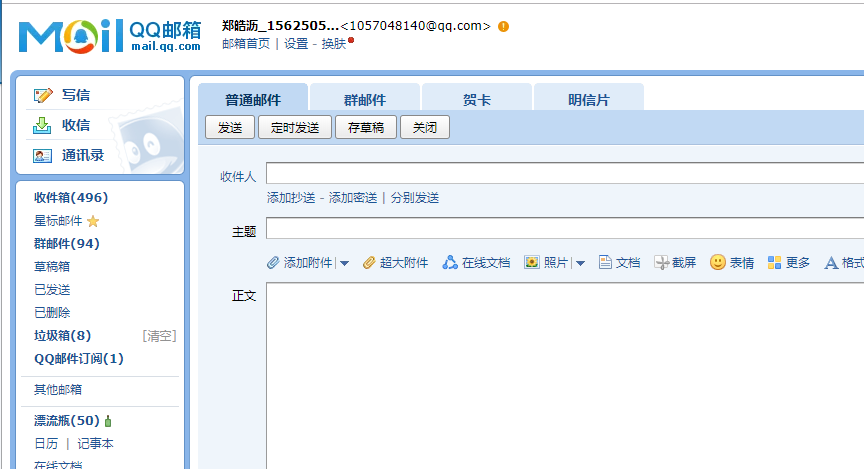 Mail QQ邮箱
mail.qq.com
郑皓沥_1562505...<1057048140@qq.com>
邮箱首页 | 设置 - 换肤
写信
收信
通讯录
收件箱(496)
星标邮件
群邮件(94)
草稿箱
已发送
已删除
垃圾箱(8) [清空]
QQ邮件订阅(1)
其他邮箱
漂流瓶(50)
日历 | 记事本
在线文档
普通邮件 群邮件 贺卡 明信片
发送 定时发送 存草稿 关闭
收件人
添加抄送 - 添加密送 | 分别发送
主题
添加附件 | 超大附件 在线文档 照片 | 文档 截屏 表情 更多 格式
正文